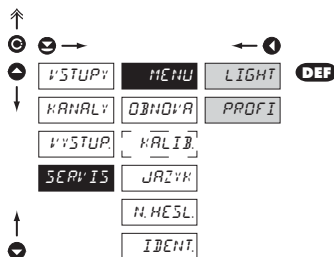 VSTUPY MENU LIGHT DEF
KANALY OBNOVA PROFI
VYSTUP. KALIB.
SERVIS JAZYK
N. HESL.
IDENT.